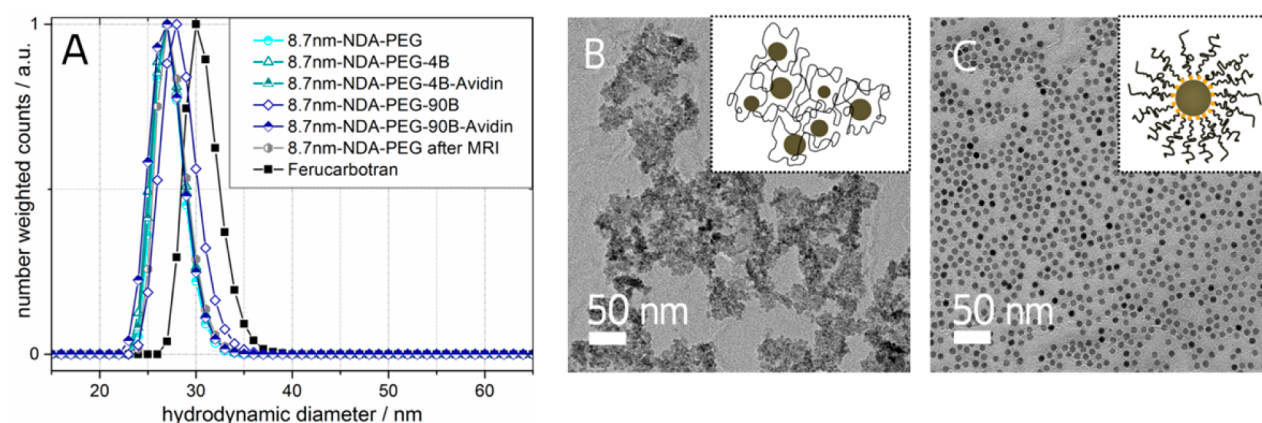 A
8.7nm-NDA-PEG
8.7nm-NDA-PEG-4B
8.7nm-NDA-PEG-4B-Avidin
8.7nm-NDA-PEG-90B
8.7nm-NDA-PEG-90B-Avidin
8.7nm-NDA-PEG after MRI
Ferucarbotran
number weighted counts / a.u.
1
0
20
30
40
50
60
hydrodynamic diameter / nm
B
50 nm
C
50 nm